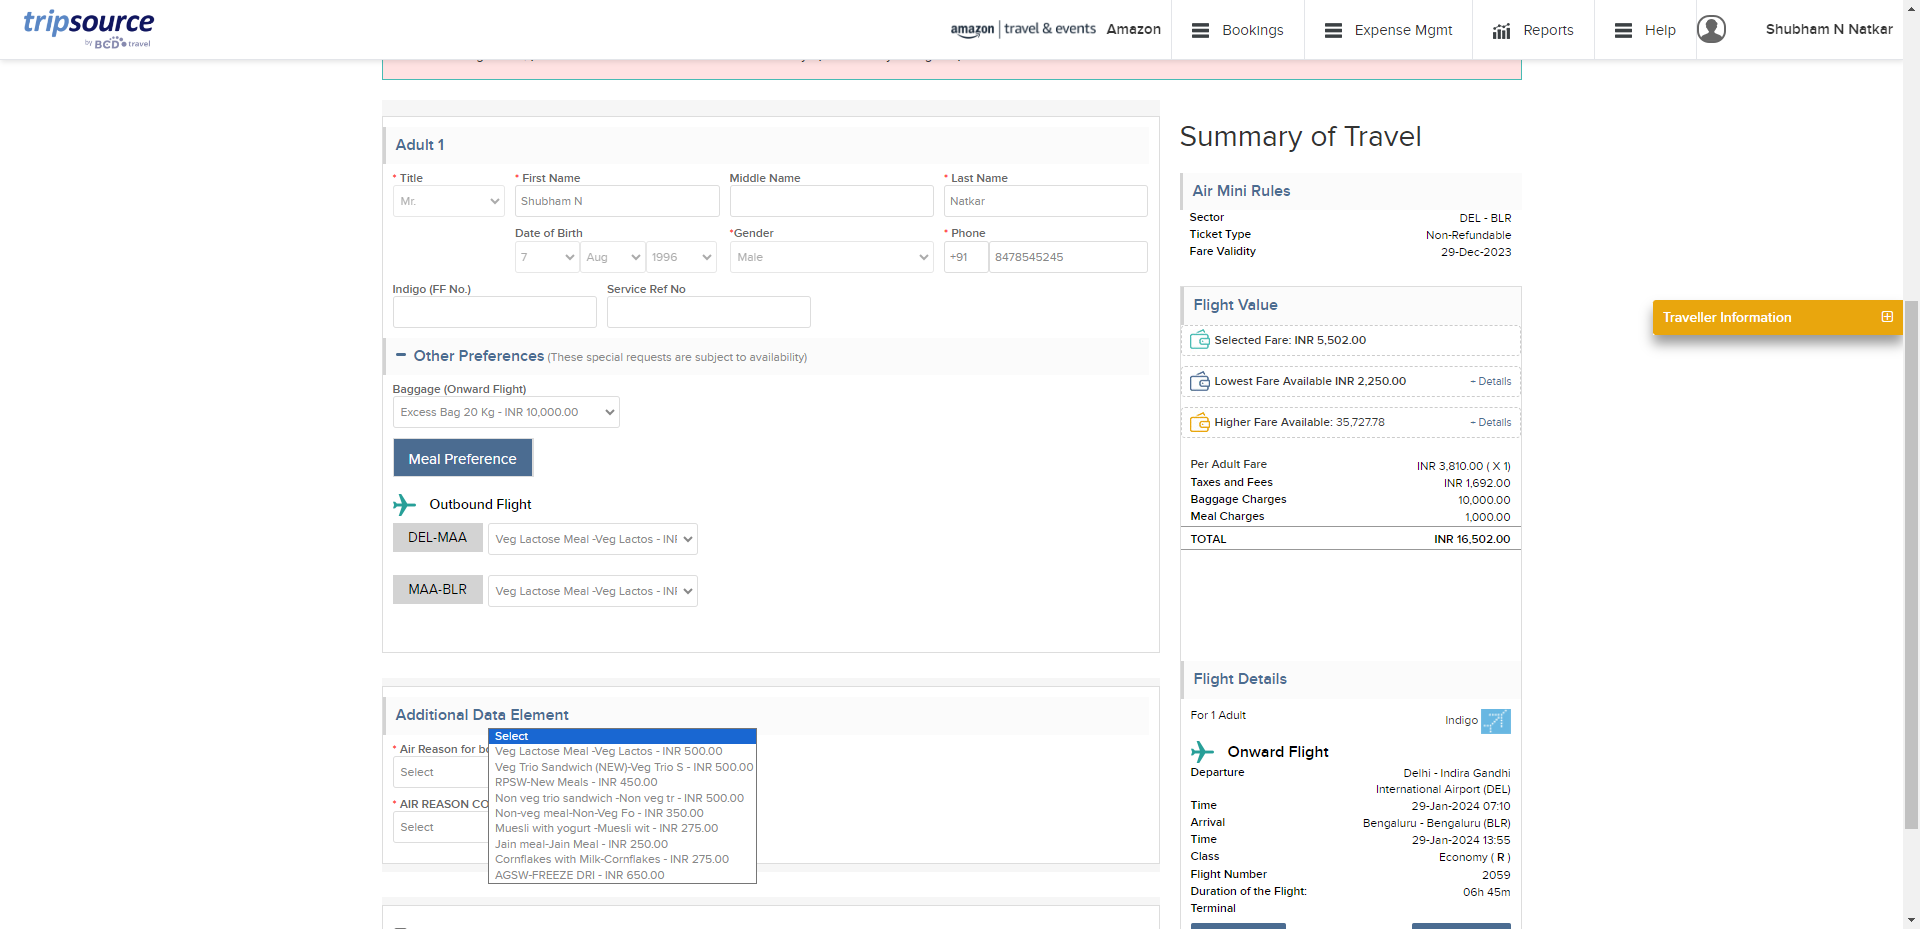 tripsource
by BCD travel
amazon | travel & events Amazon
Bookings
Expense Mgmt
Reports
Help
Shubham N Natkar
Adult 1
* Title
* First Name
Middle Name
* Last Name
Mr.
Shubham N
Natkar
Date of Birth
*Gender
* Phone
7
Aug
1996
Male
+91
8478545245
Indigo (FF No.)
Service Ref No
Other Preferences (These special requests are subject to availability)
Baggage (Onward Flight)
Excess Bag 20 Kg - INR 10,000.00
Meal Preference
Outbound Flight
DEL-MAA
Veg Lactose Meal -Veg Lactos - INI
MAA-BLR
Veg Lactose Meal -Veg Lactos - INI
Additional Data Element
* Air Reason for bo
Select
* AIR REASON CO
Select
Select
Veg Lactose Meal -Veg Lactos - INR 500.00
Veg Trio Sandwich (NEW)-Veg Trio S - INR 500.00
RPSW-New Meals - INR 450.00
Non veg trio sandwich -Non veg tr - INR 500.00
Non-veg meal-Non-Veg Fo - INR 350.00
Muesli with yogurt -Muesli wit - INR 275.00
Jain meal-Jain Meal - INR 250.00
Cornflakes with Milk-Cornflakes - INR 275.00
AGSW-FREEZE DRI - INR 650.00
Summary of Travel
Air Mini Rules
Sector DEL - BLR
Ticket Type Non-Refundable
Fare Validity 29-Dec-2023
Flight Value
Selected Fare: INR 5,502.00
Lowest Fare Available INR 2,250.00 + Details
Higher Fare Available: 35,727.78 + Details
Per Adult Fare INR 3,810.00 ( X 1)
Taxes and Fees INR 1,692.00
Baggage Charges 10,000.00
Meal Charges 1,000.00
TOTAL INR 16,502.00
Flight Details
For 1 Adult Indigo
Onward Flight
Departure Delhi - Indira Gandhi
International Airport (DEL)
Time 29-Jan-2024 07:10
Arrival Bengaluru - Bengaluru (BLR)
Time 29-Jan-2024 13:55
Class Economy ( R )
Flight Number 2059
Duration of the Flight: 06h 45m
Terminal
Traveller Information